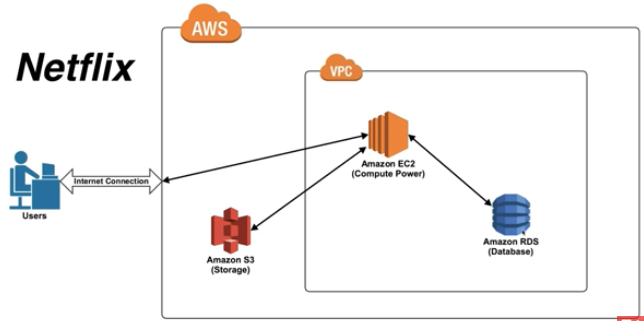 AWS
Netflix
VPC
Amazon EC2
(Compute Power)
Internet Connection
Users
Amazon S3
(Storage)
Amazon RDS
(Database)